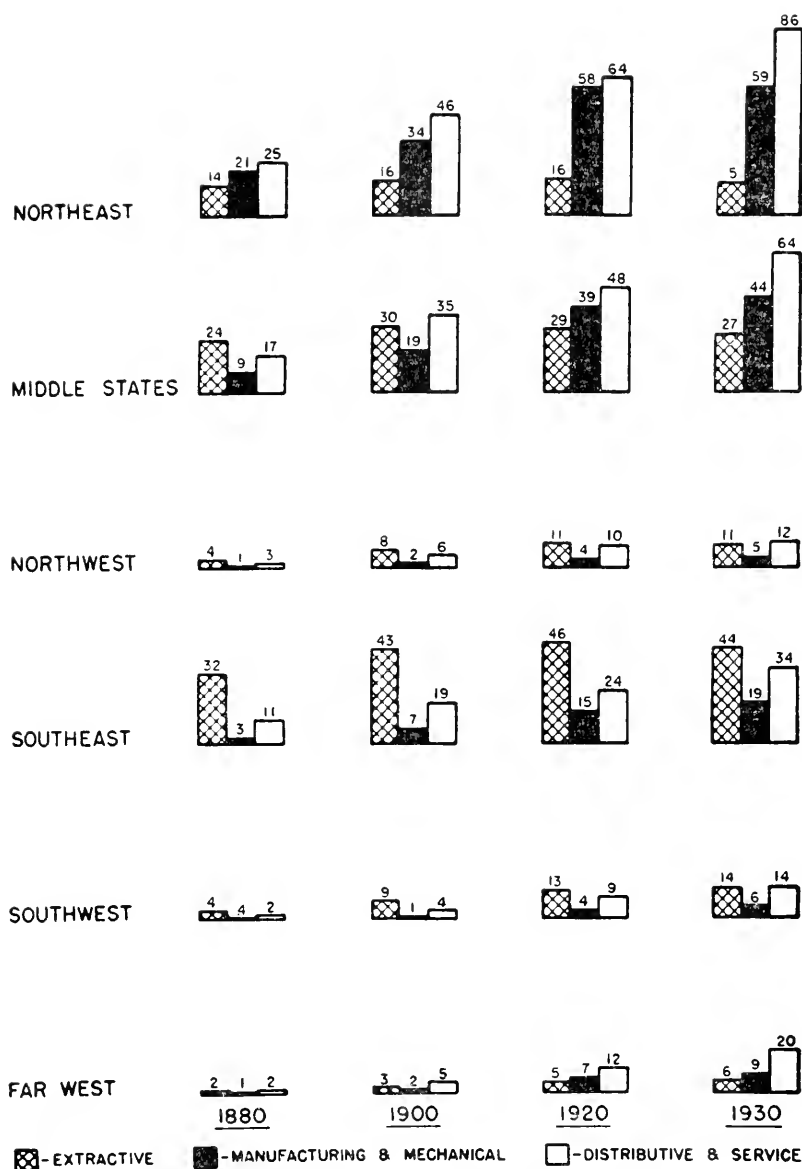 86
58 64 59
46
34
14 21 25 16 16 5
NORTHEAST
64
48
24 30 35 39 44
17 19 29 27
9
MIDDLE STATES
4 1 3 8 2 6 11 4 10 11 5 12
NORTHWEST
32 43 46 44
34
11 19 24 19
3 7 15
SOUTHEAST
4 4 2 9 1 4 13 4 9 14 6 14
SOUTHWEST
20
2 1 2 3 2 5 5 7 12 6 9
FAR WEST
1880 1900 1920 1930
-EXTRACTIVE -MANUFACTURING & MECHANICAL -DISTRIBUTIVE & SERVICE